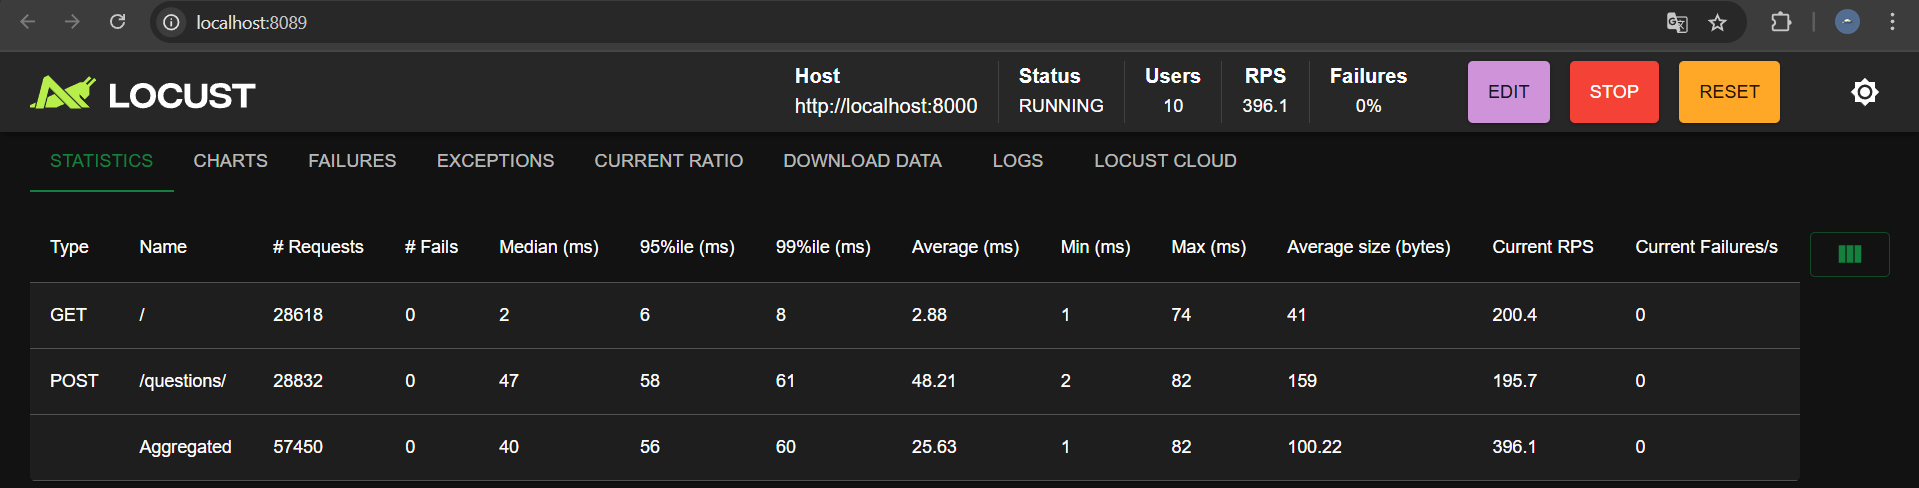 localhost:8089
LOCUST
Host
http://localhost:8000
Status
RUNNING
Users
10
RPS
396.1
Failures
0%
EDIT
STOP
RESET
STATISTICS CHARTS FAILURES EXCEPTIONS CURRENT RATIO DOWNLOAD DATA LOGS LOCUST CLOUD
Type Name # Requests # Fails Median (ms) 95%ile (ms) 99%ile (ms) Average (ms) Min (ms) Max (ms) Average size (bytes) Current RPS Current Failures/s
GET / 28618 0 2 6 8 2.88 1 74 41 200.4 0
POST /questions/ 28832 0 47 58 61 48.21 2 82 159 195.7 0
Aggregated 57450 0 40 56 60 25.63 1 82 100.22 396.1 0